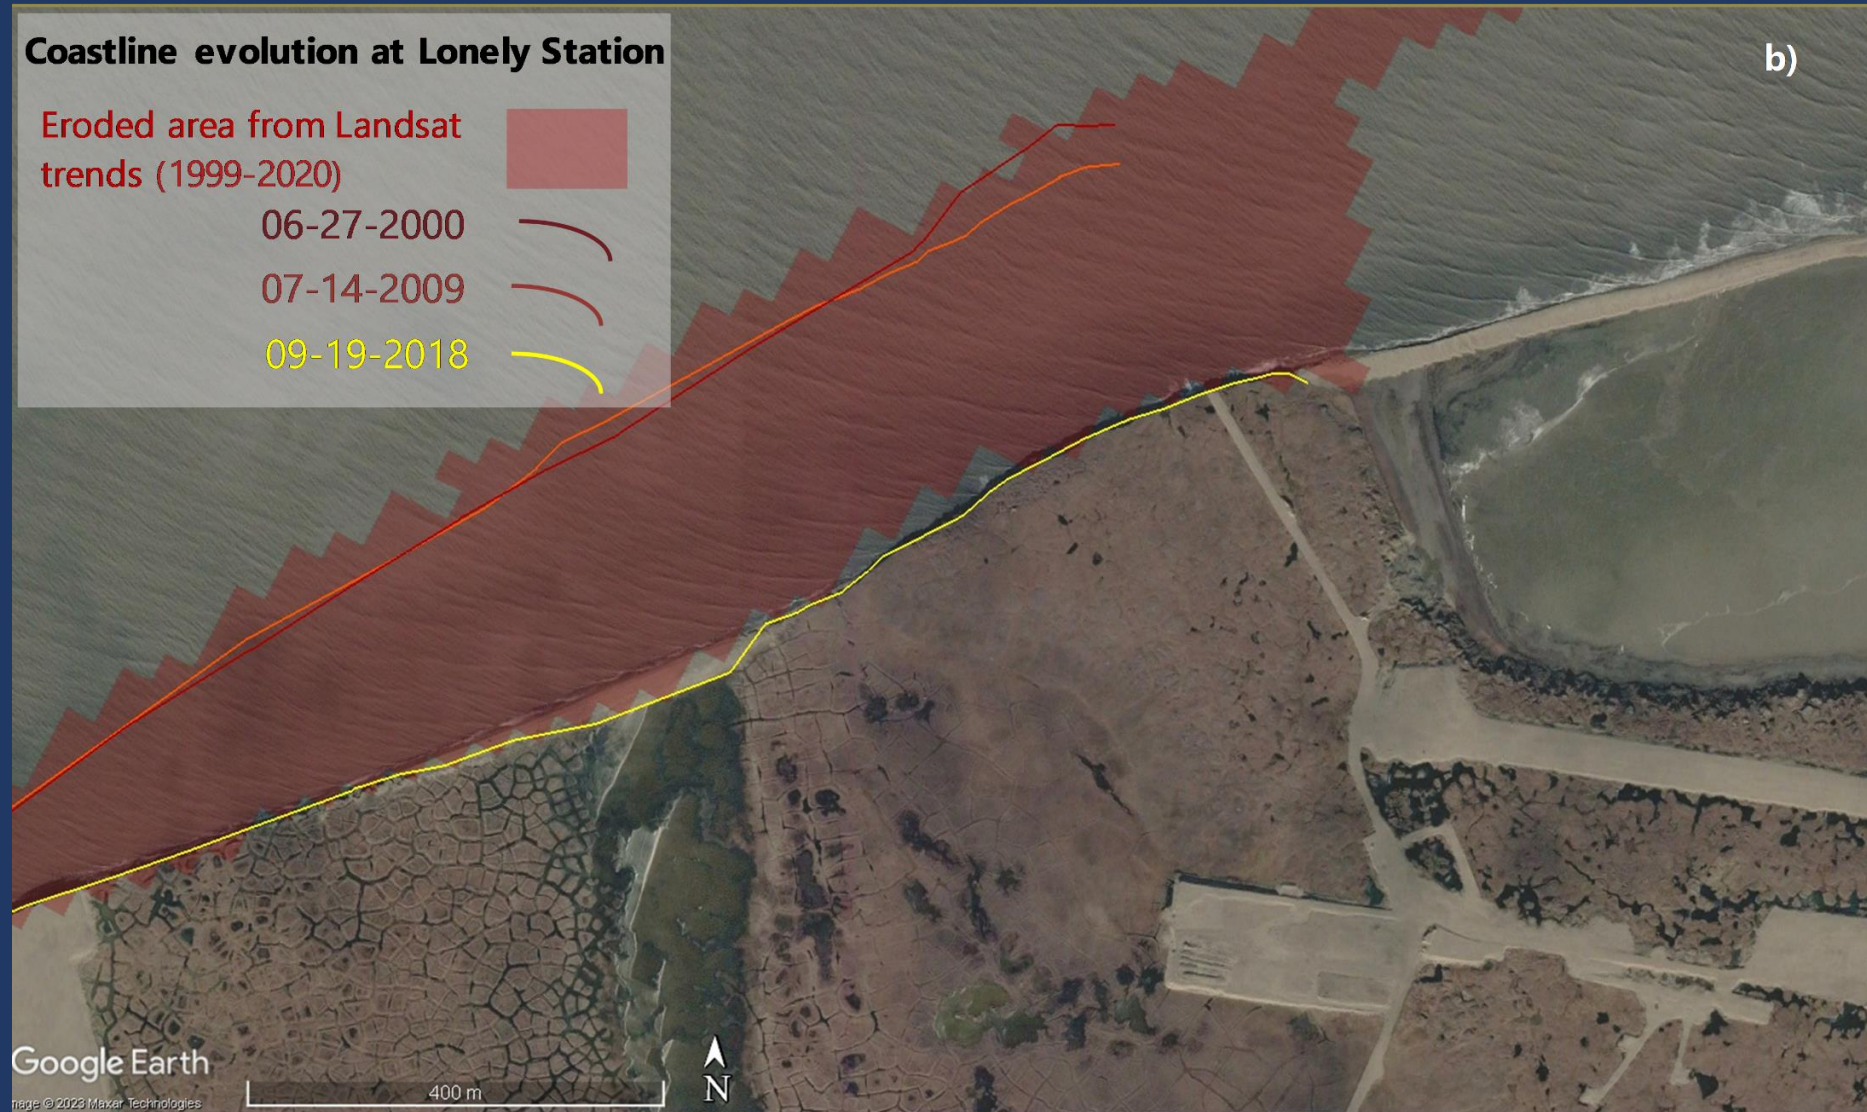 Coastline evolution at Lonely Station
b)
Eroded area from Landsat
trends (1999-2020)
06-27-2000
07-14-2009
09-19-2018
Google Earth
400 m
N
nage © 2023 Maxar Technologies